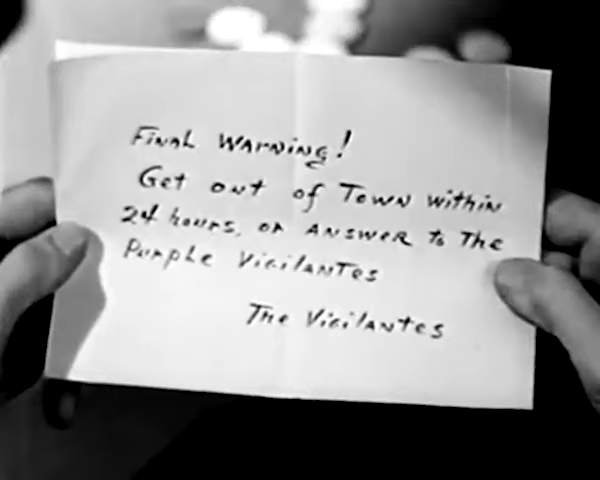 Final Warning!
Get out of Town within
24 hours, or Answer to The
Purple Vigilantes
The Vigilantes